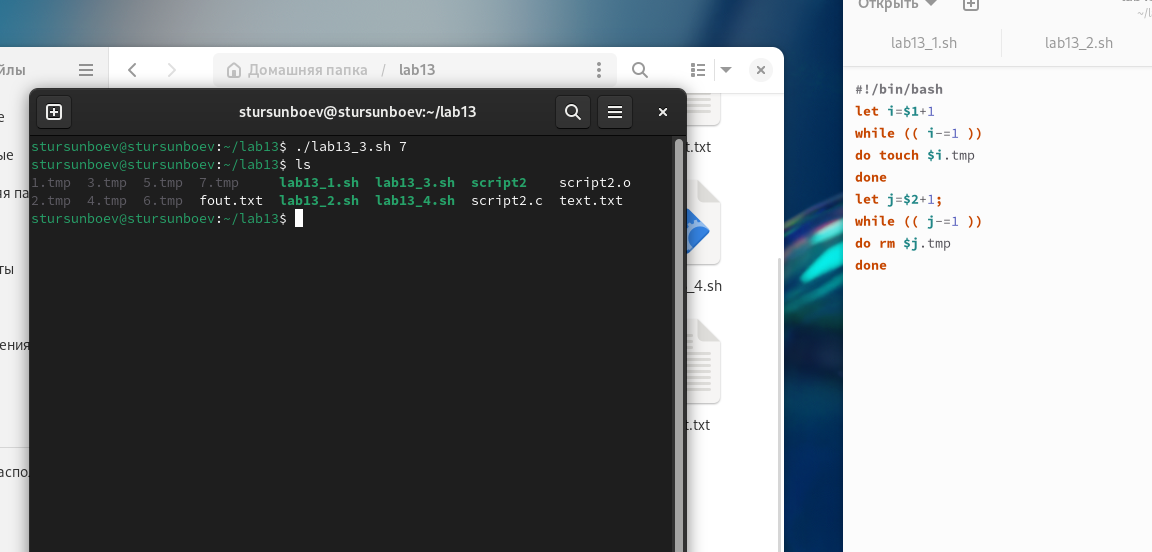 Открыть
йлы
Домашняя папка / lab13
stursunboev@stursunboev:~/lab13
stursunboev@stursunboev:~/lab13$ ./lab13_3.sh 7
stursunboev@stursunboev:~/lab13$ ls
1.tmp 3.tmp 5.tmp 7.tmp lab13_1.sh lab13_3.sh script2 script2.o
2.tmp 4.tmp 6.tmp fout.txt lab13_2.sh lab13_4.sh script2.c text.txt
stursunboev@stursunboev:~/lab13$
е
ые
я па
ты
ения
аспол
t.txt
_4.sh
t.txt
lab13_1.sh
lab13_2.sh
#!/bin/bash
let i=$1+1
while (( i-=1 ))
do touch $i.tmp
done
let j=$2+1;
while (( j-=1 ))
do rm $j.tmp
done